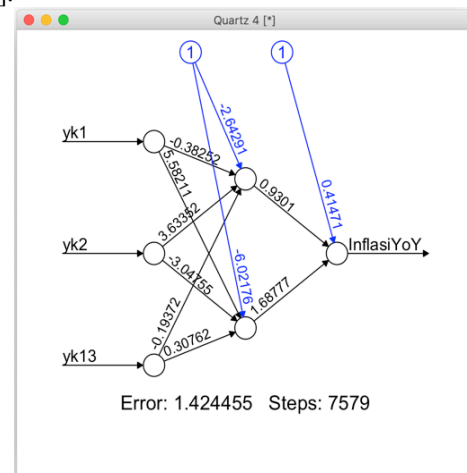 ].
Quartz 4 [*]
1 1
-2.64291
yk1
-0.38252
5.58211
0.9301
0.41471
3.63352
yk2
InflasiYoY
-3.04755
-6.02176
1.68777
-0.19372
yk13
0.30762
Error: 1.424455 Steps: 7579